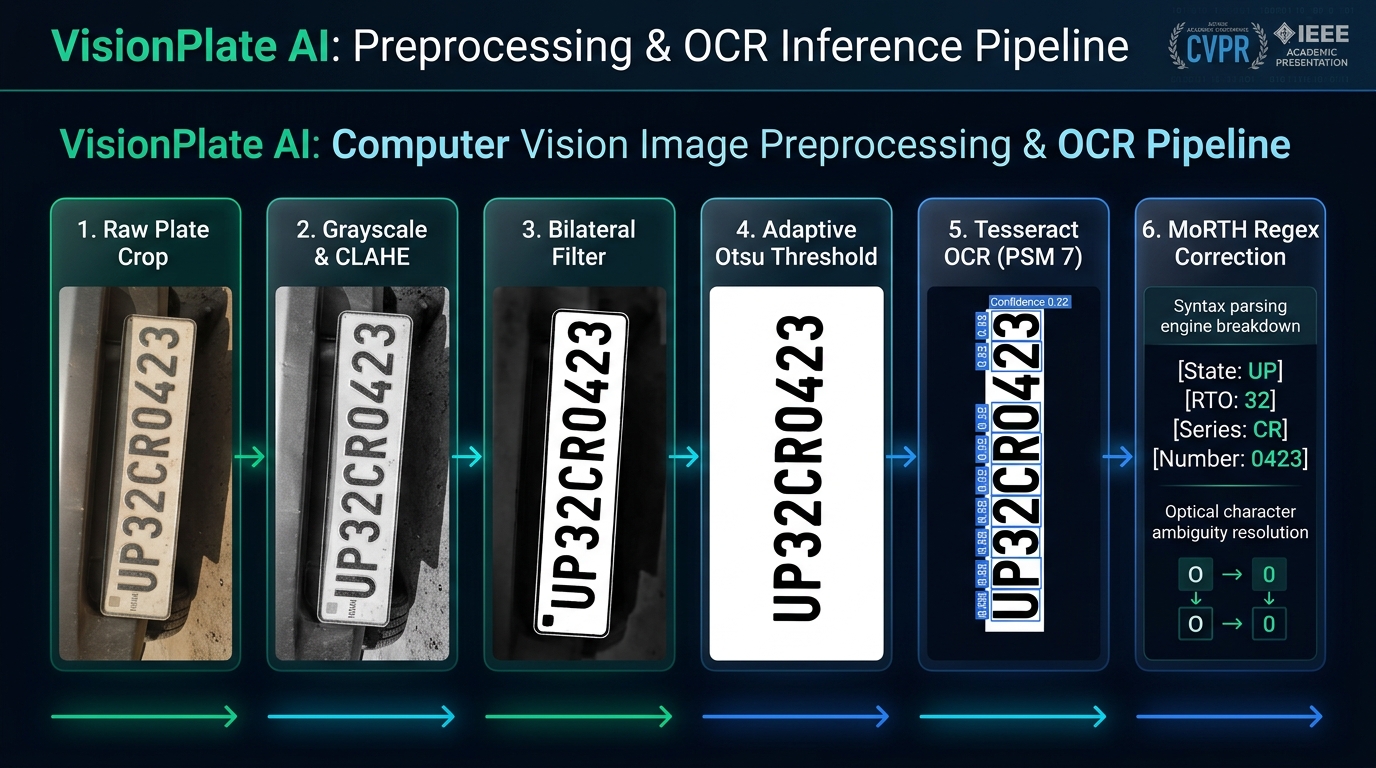 VisionPlate AI: Preprocessing & OCR Inference Pipeline
CVPR
IEEE
ACADEMIC
PRESENTATION
VisionPlate AI: Computer Vision Image Preprocessing & OCR Pipeline
1. Raw Plate
Crop
UP32CR0423
2. Grayscale
& CLAHE
UP32CR0423
3. Bilateral
Filter
UP32CR0423
4. Adaptive
Otsu Threshold
UP32CR0423
5. Tesseract
OCR (PSM 7)
Confidence 0.22
UP32CR0423
6. MoRTH Regex
Correction
Syntax parsing
engine breakdown
[State: UP]
[RTO: 32]
[Series: CR]
[Number: 0423]
Optical character
ambiguity resolution
O → 0
O → 0